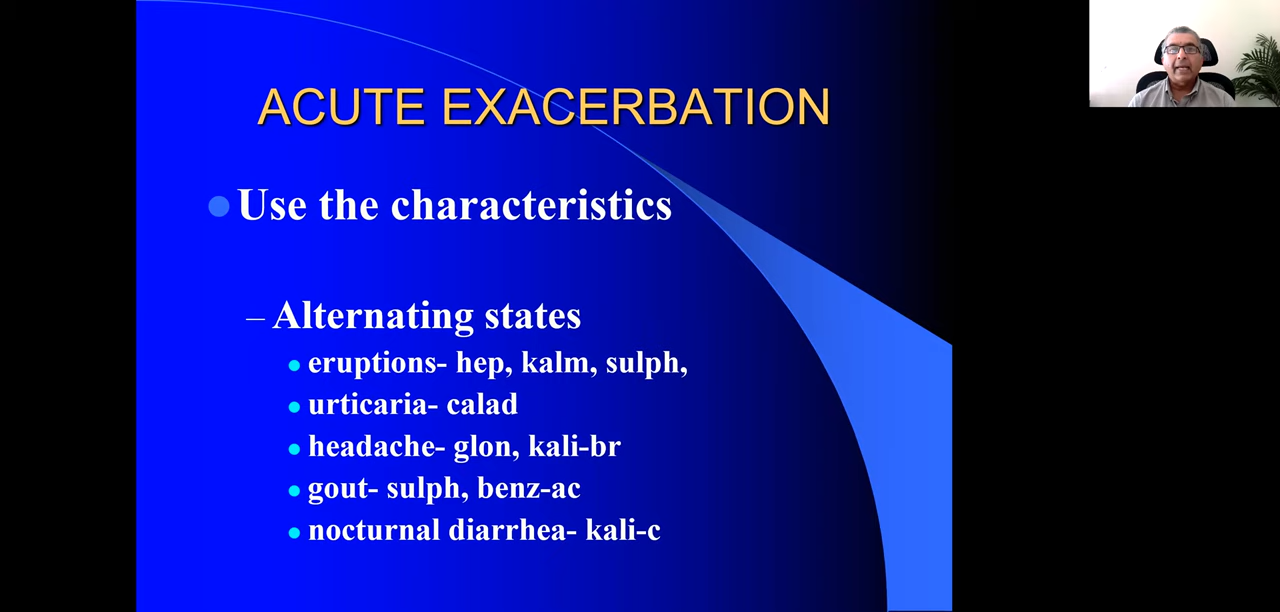 ACUTE EXACERBATION
Use the characteristics
– Alternating states
eruptions- hep, kalm, sulph,
urticaria- calad
headache- glon, kali-br
gout- sulph, benz-ac
nocturnal diarrhea- kali-c